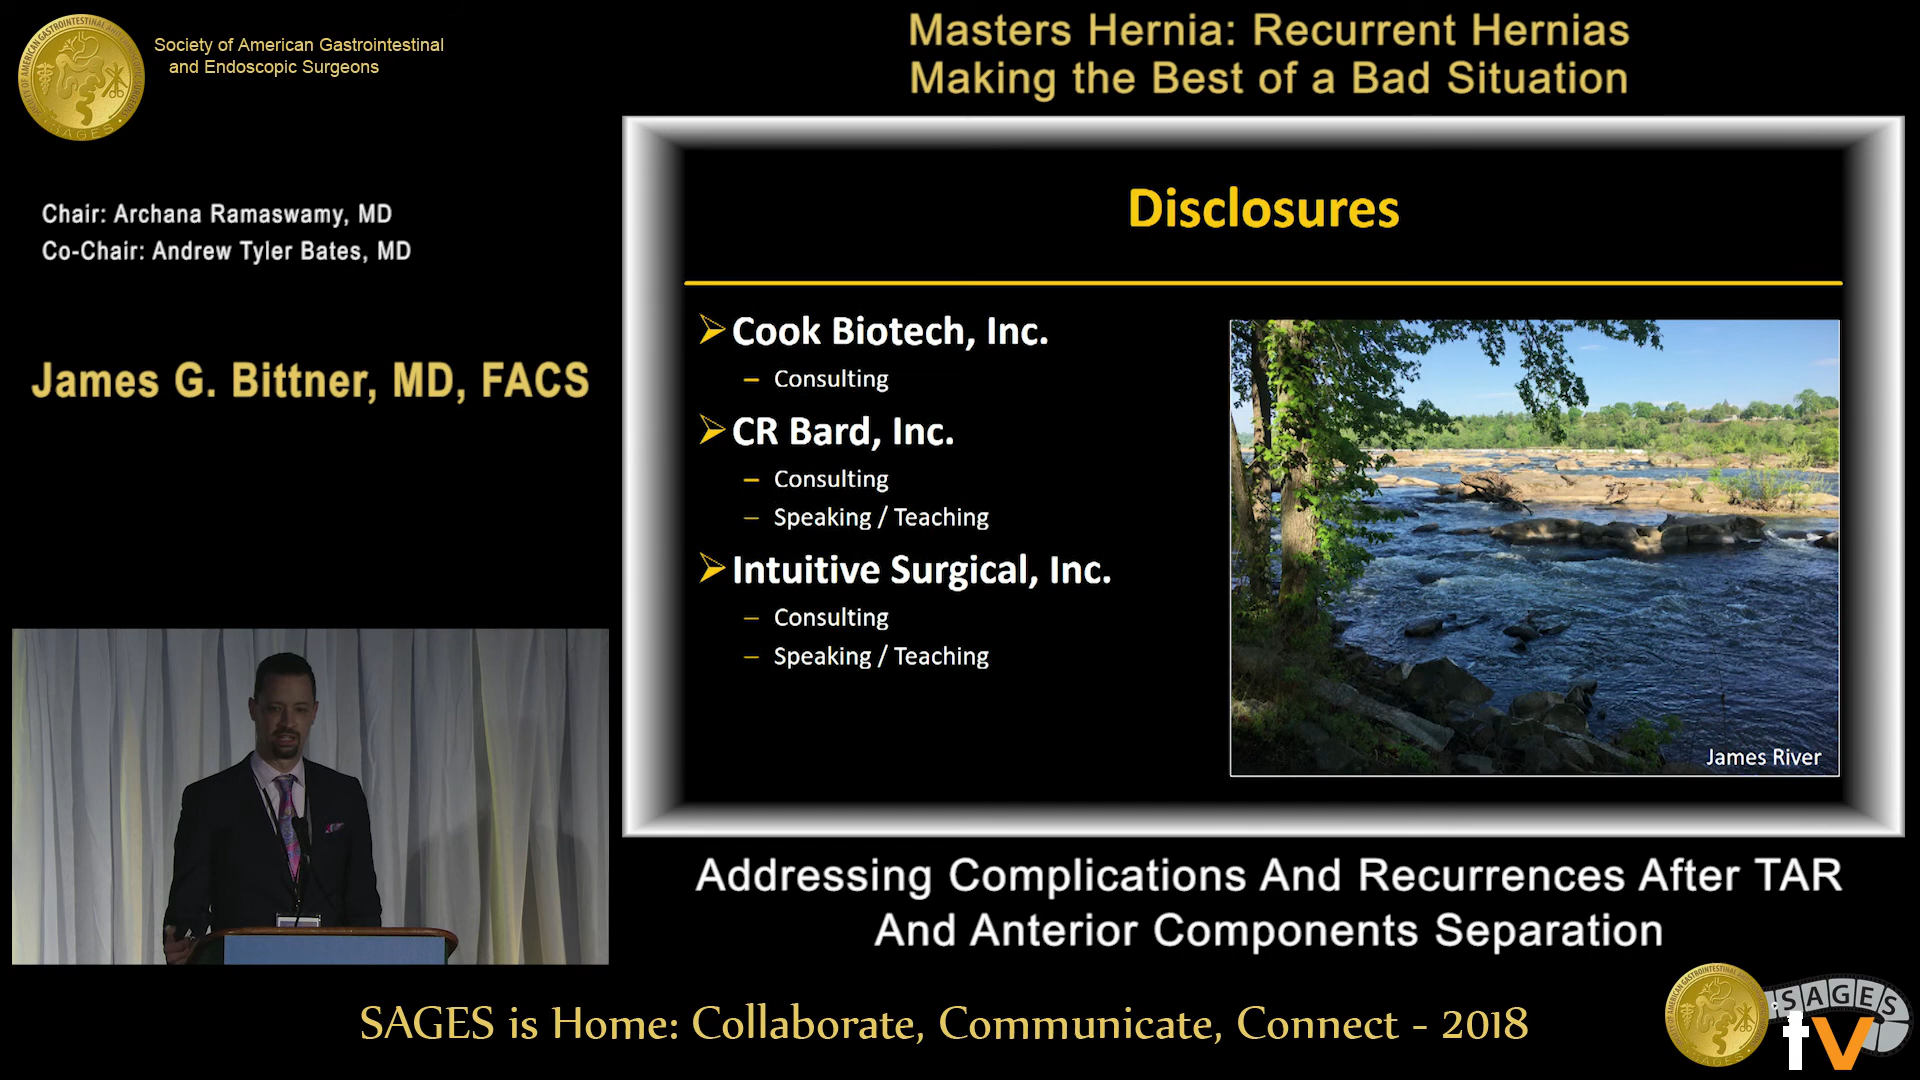 Society of American Gastrointestinal
and Endoscopic Surgeons
Masters Hernia: Recurrent Hernias
Making the Best of a Bad Situation
Chair: Archana Ramaswamy, MD
Co-Chair: Andrew Tyler Bates, MD
James G. Bittner, MD, FACS
Disclosures
➢ Cook Biotech, Inc.
– Consulting
➢ CR Bard, Inc.
– Consulting
– Speaking / Teaching
➢ Intuitive Surgical, Inc.
– Consulting
– Speaking / Teaching
James River
Addressing Complications And Recurrences After TAR
And Anterior Components Separation
SAGES is Home: Collaborate, Communicate, Connect - 2018
SAGES
tv